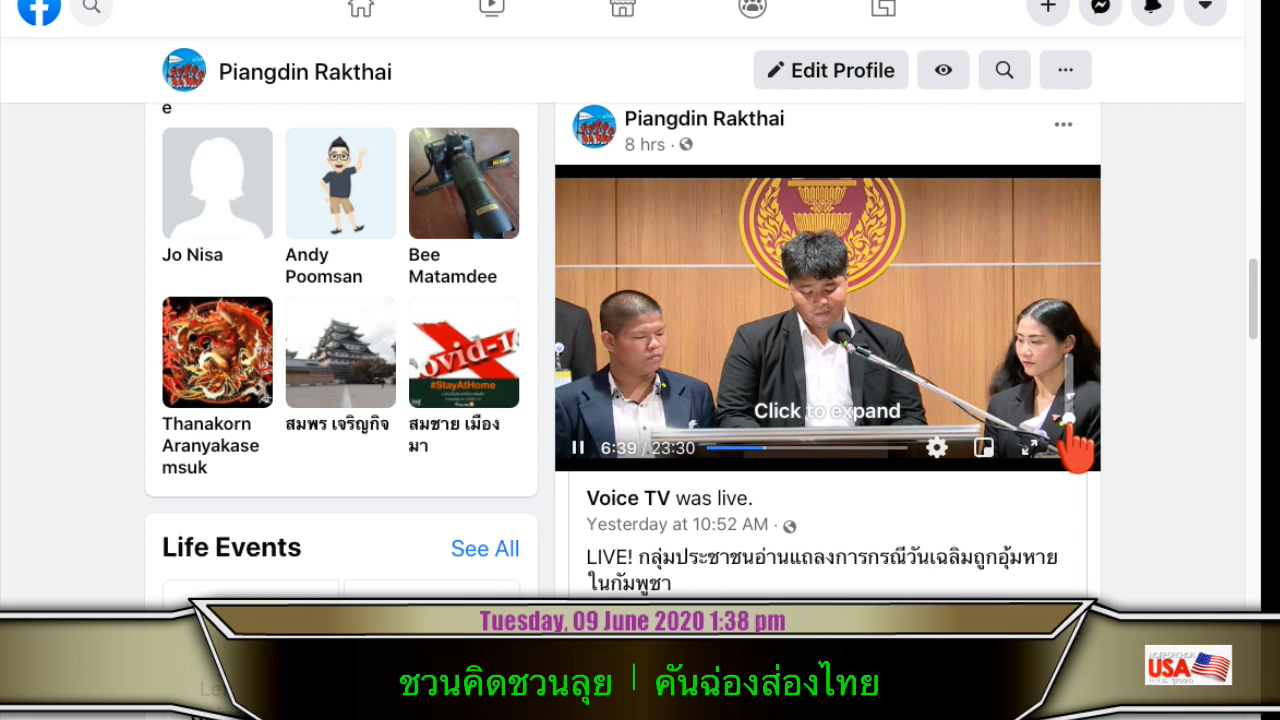 Piangdin Rakthai
Edit Profile
e
Jo Nisa
Andy
Poomsan
Bee
Matamdee
Thanakorn
Aranyakase
msuk
สมพร เจริญกิจ
สมชาย เมือง
มา
ovid-1
#StayAtHome
Life Events
See All
Piangdin Rakthai
8 hrs ·
Click to expand
6:39 / 23:30
Voice TV was live.
Yesterday at 10:52 AM ·
LIVE! กลุ่มประชาชนอ่านแถลงการกรณีวันเฉลิมถูกอุ้มหาย
ในกัมพูชา
Tuesday, 09 June 2020 1:38 pm
ชวนคิดชวนลุย | คันฉ่องส่องไทย
USA